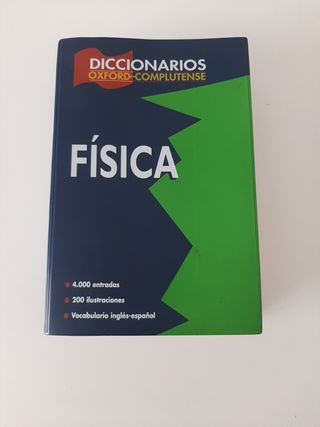 DICCIONARIOS
OXFORD-COMPLUTENSE
FÍSICA
4.000 entradas
200 ilustraciones
Vocabulario inglés-español